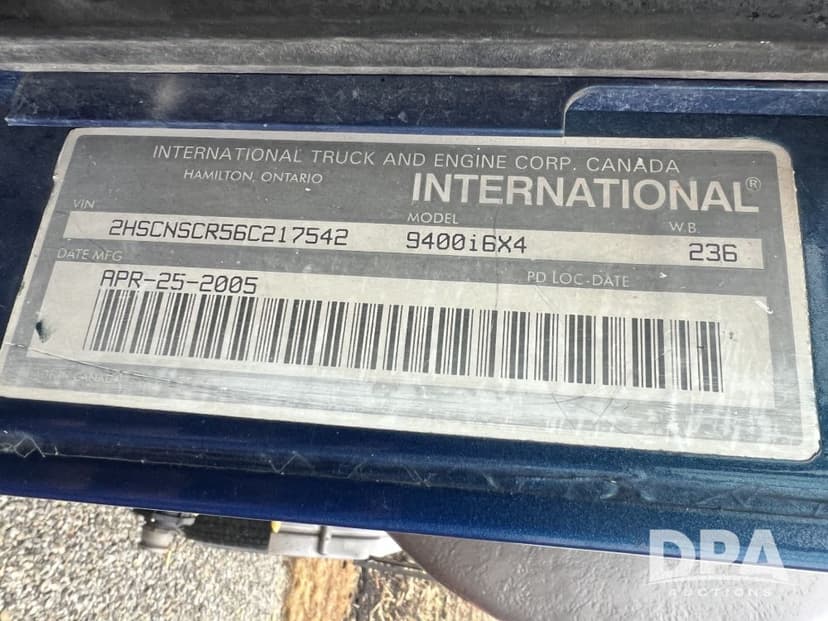 INTERNATIONAL TRUCK AND ENGINE CORP. CANADA
HAMILTON, ONTARIO
INTERNATIONAL®
VIN MODEL W.B.
2HSCNSCR56C217542 9400i6X4 236
DATE MFG PD LOC-DATE
APR-25-2005
CANADA
DPA
AUCTIONS